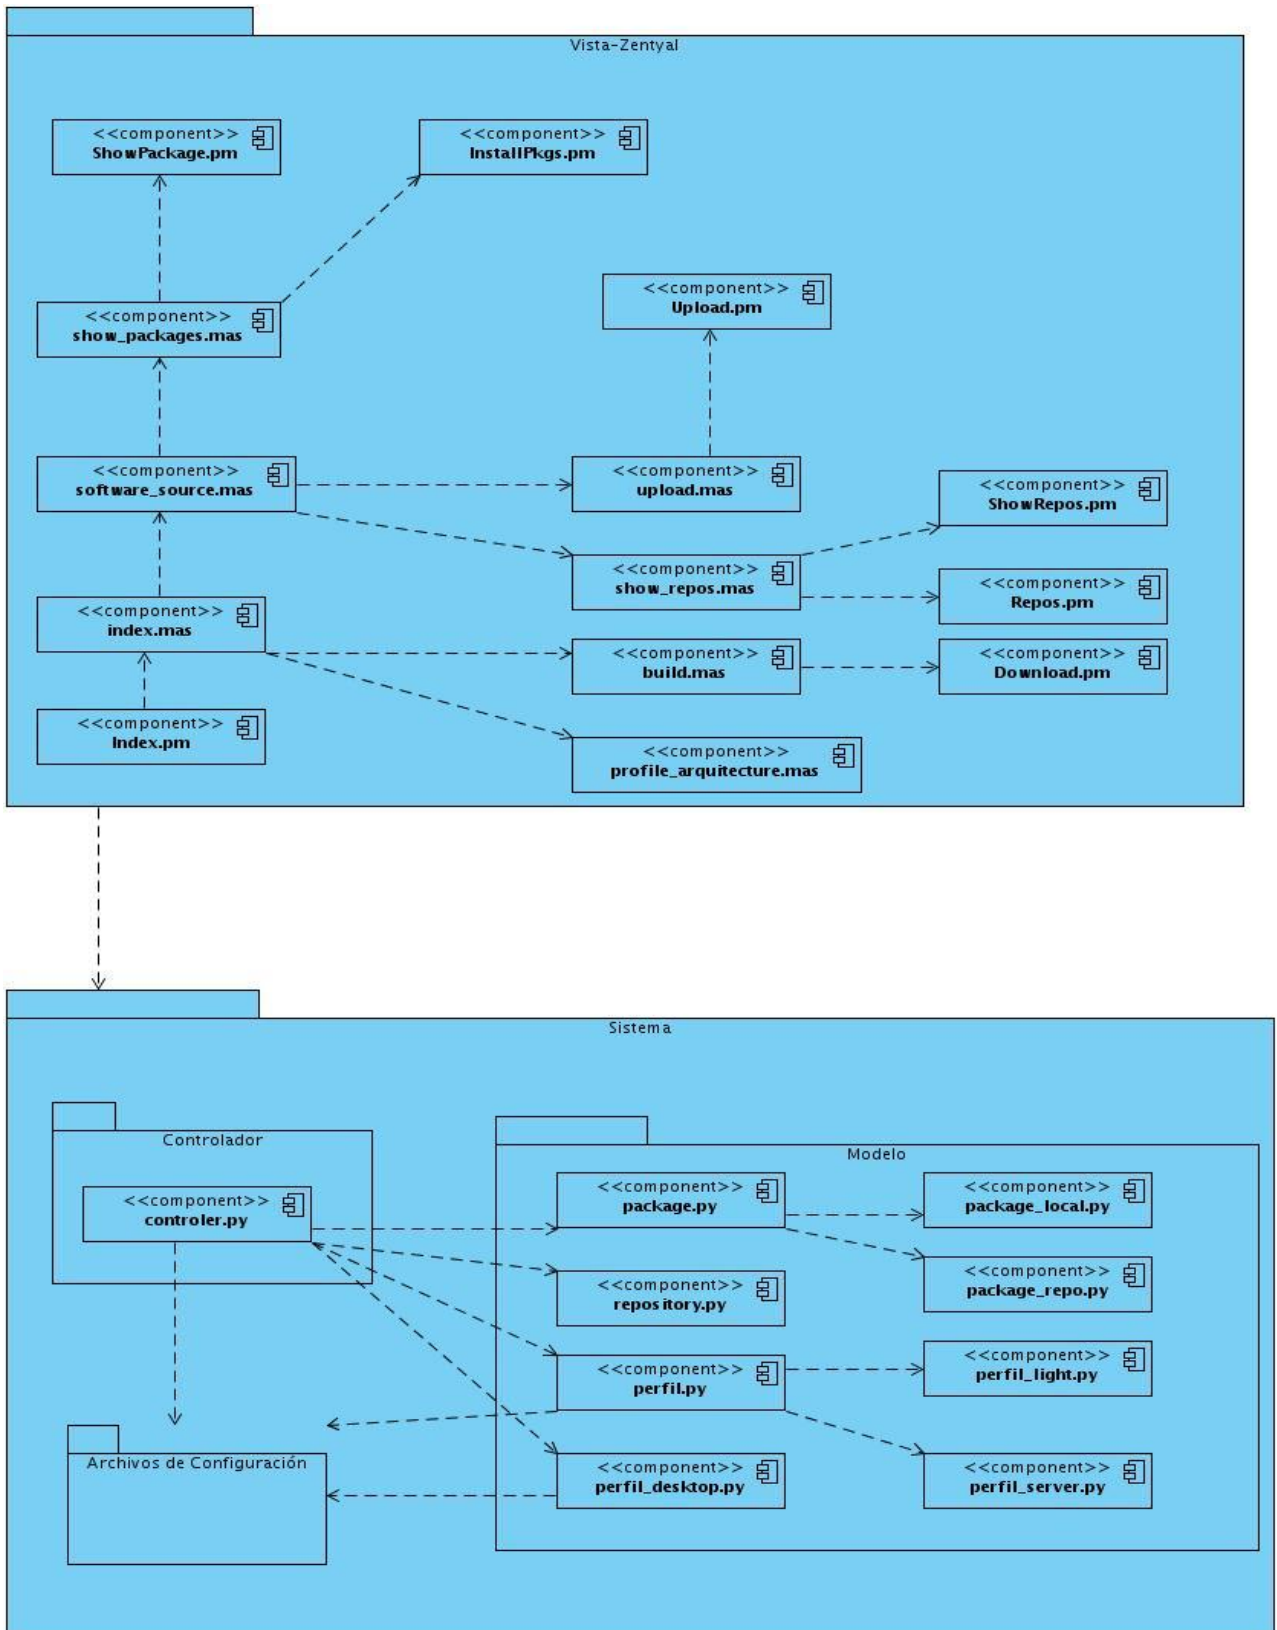 Vista-Zentyal
<<component>>
ShowPackage.pm
<<component>>
InstallPkgs.pm
<<component>>
Upload.pm
<<component>>
show_packages.mas
<<component>>
software_source.mas
<<component>>
upload.mas
<<component>>
ShowRepos.pm
<<component>>
show_repos.mas
<<component>>
Repos.pm
<<component>>
index.mas
<<component>>
build.mas
<<component>>
Download.pm
<<component>>
Index.pm
<<component>>
profile_arquitecture.mas
Sistema
Controlador
<<component>>
controler.py
Modelo
<<component>>
package.py
<<component>>
package_local.py
<<component>>
repository.py
<<component>>
package_repo.py
<<component>>
perfil.py
<<component>>
perfil_light.py
Archivos de Configuración
<<component>>
perfil_desktop.py
<<component>>
perfil_server.py